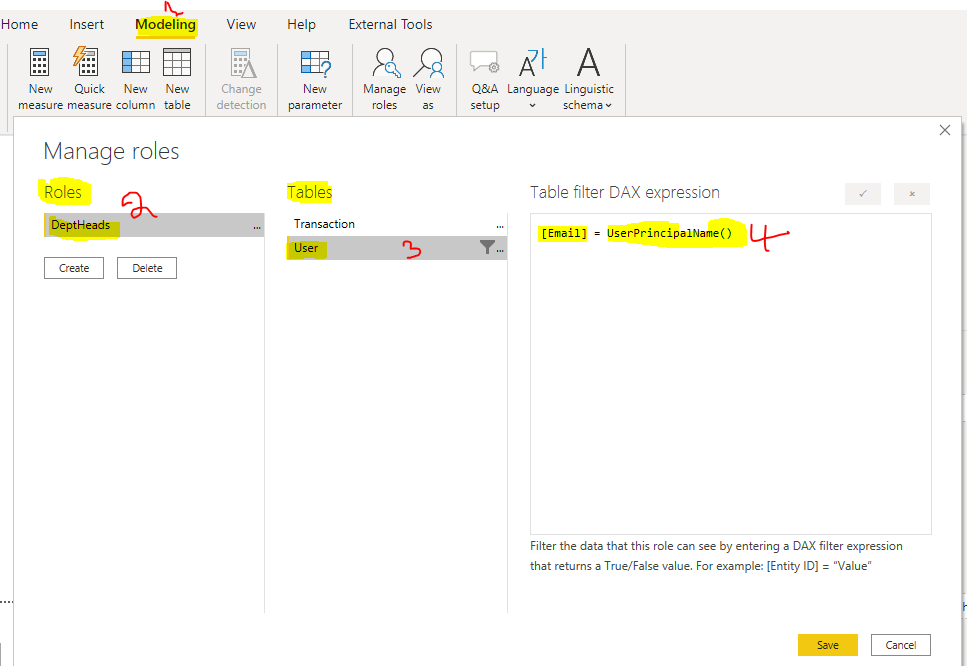 Home Insert Modeling View Help External Tools
New measure
Quick measure
New column
New table
Change detection
New parameter
Manage roles
View as
Q&A setup
Language
Linguistic schema
Manage roles
Roles
2
DeptHeads ...
Create Delete
Tables
Transaction ...
User 3 ...
Table filter DAX expression
[Email] = UserPrincipalName() 4
Filter the data that this role can see by entering a DAX filter expression
that returns a True/False value. For example: [Entity ID] = “Value”
Save Cancel